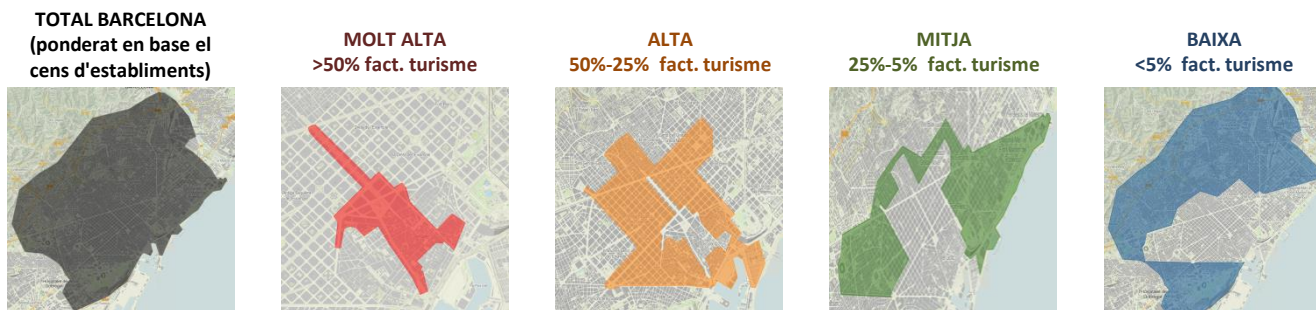 TOTAL BARCELONA
(ponderat en base el
cens d'establiments)
MOLT ALTA
>50% fact. turisme
ALTA
50%-25%  fact. turisme
MITJA
25%-5%  fact. turisme
BAIXA
<5%  fact. turisme